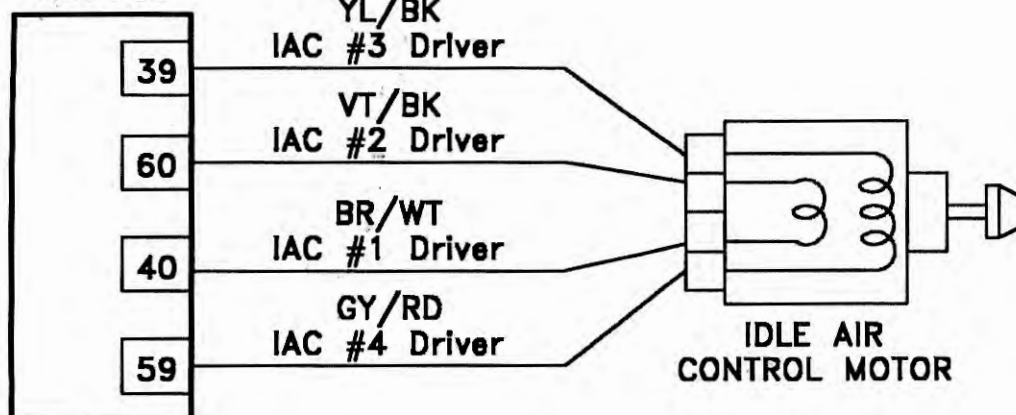 YL/BK
IAC #3 Driver
39
VT/BK
IAC #2 Driver
60
BR/WT
IAC #1 Driver
40
GY/RD
IAC #4 Driver
59
IDLE AIR
CONTROL MOTOR